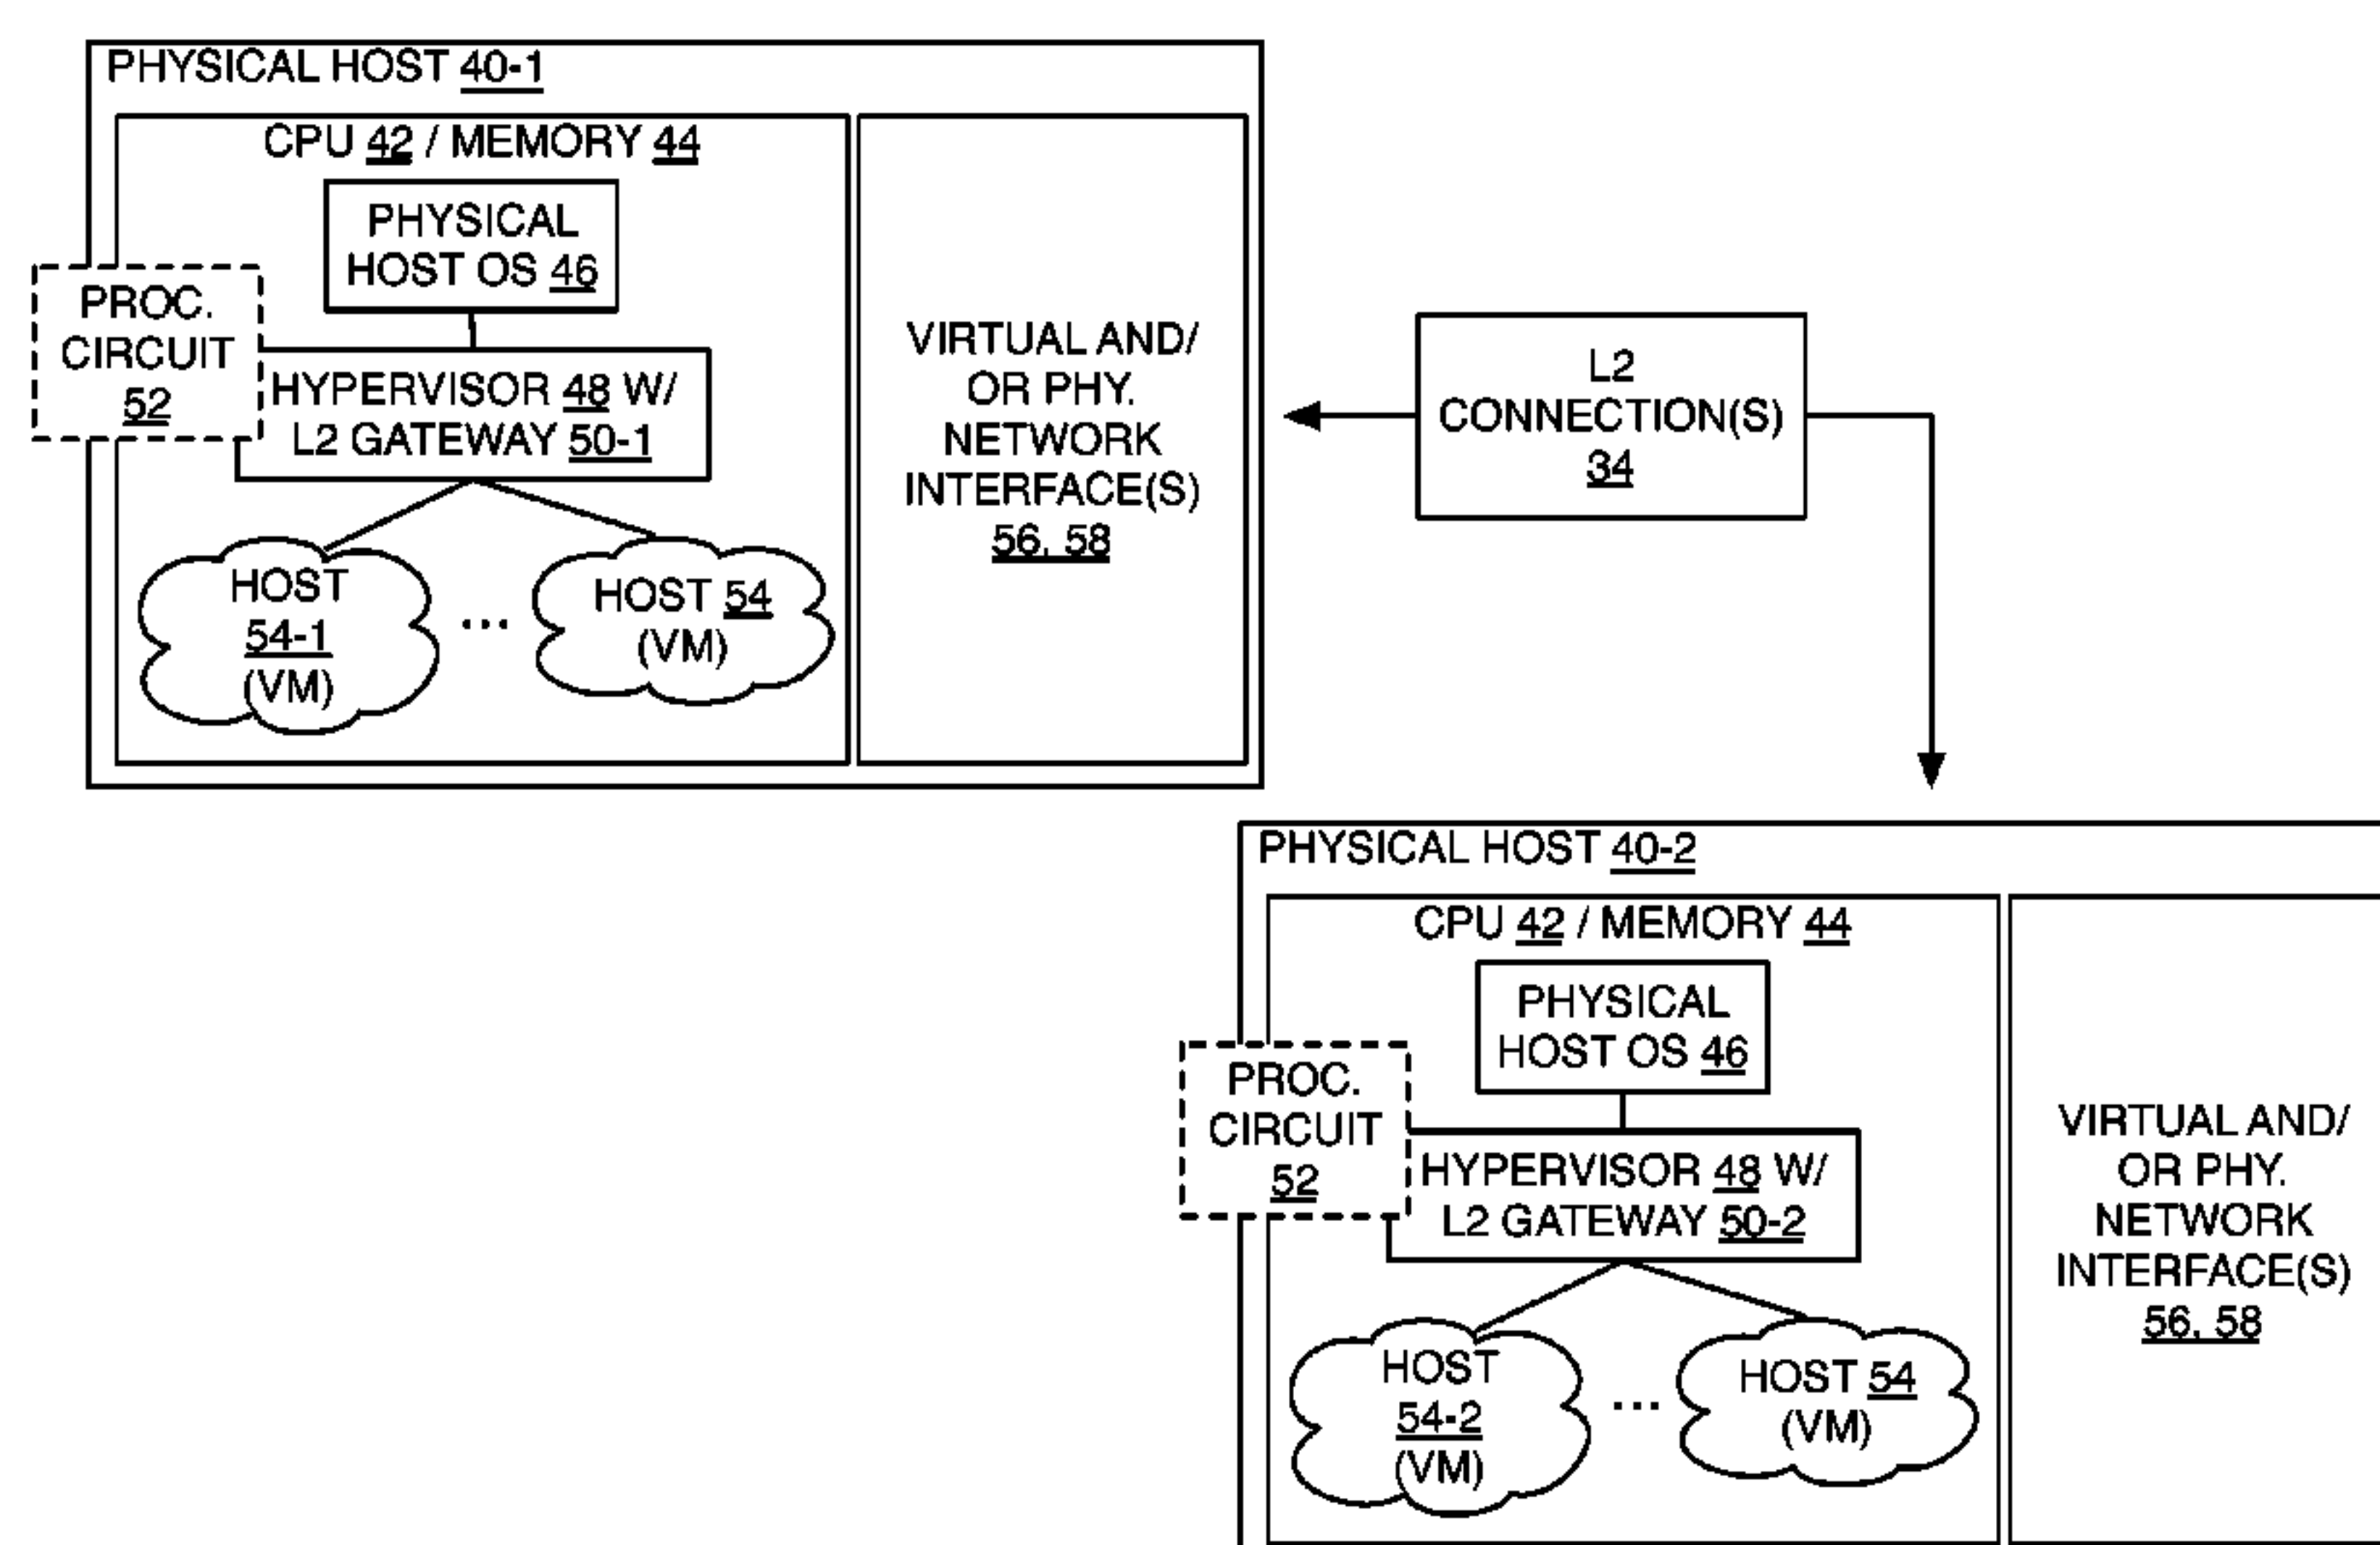 PHYSICAL HOST 40-1
CPU 42 / MEMORY 44
PHYSICAL
HOST OS 46
PROC.
CIRCUIT
52
HYPERVISOR 48 W/
L2 GATEWAY 50-1
HOST
54-1
(VM)
...
HOST 54
(VM)
VIRTUAL AND/
OR PHY.
NETWORK
INTERFACE(S)
56, 58
L2
CONNECTION(S)
34
PHYSICAL HOST 40-2
CPU 42 / MEMORY 44
PHYSICAL
HOST OS 46
PROC.
CIRCUIT
52
HYPERVISOR 48 W/
L2 GATEWAY 50-2
HOST
54-2
(VM)
...
HOST 54
(VM)
VIRTUAL AND/
OR PHY.
NETWORK
INTERFACE(S)
56, 58